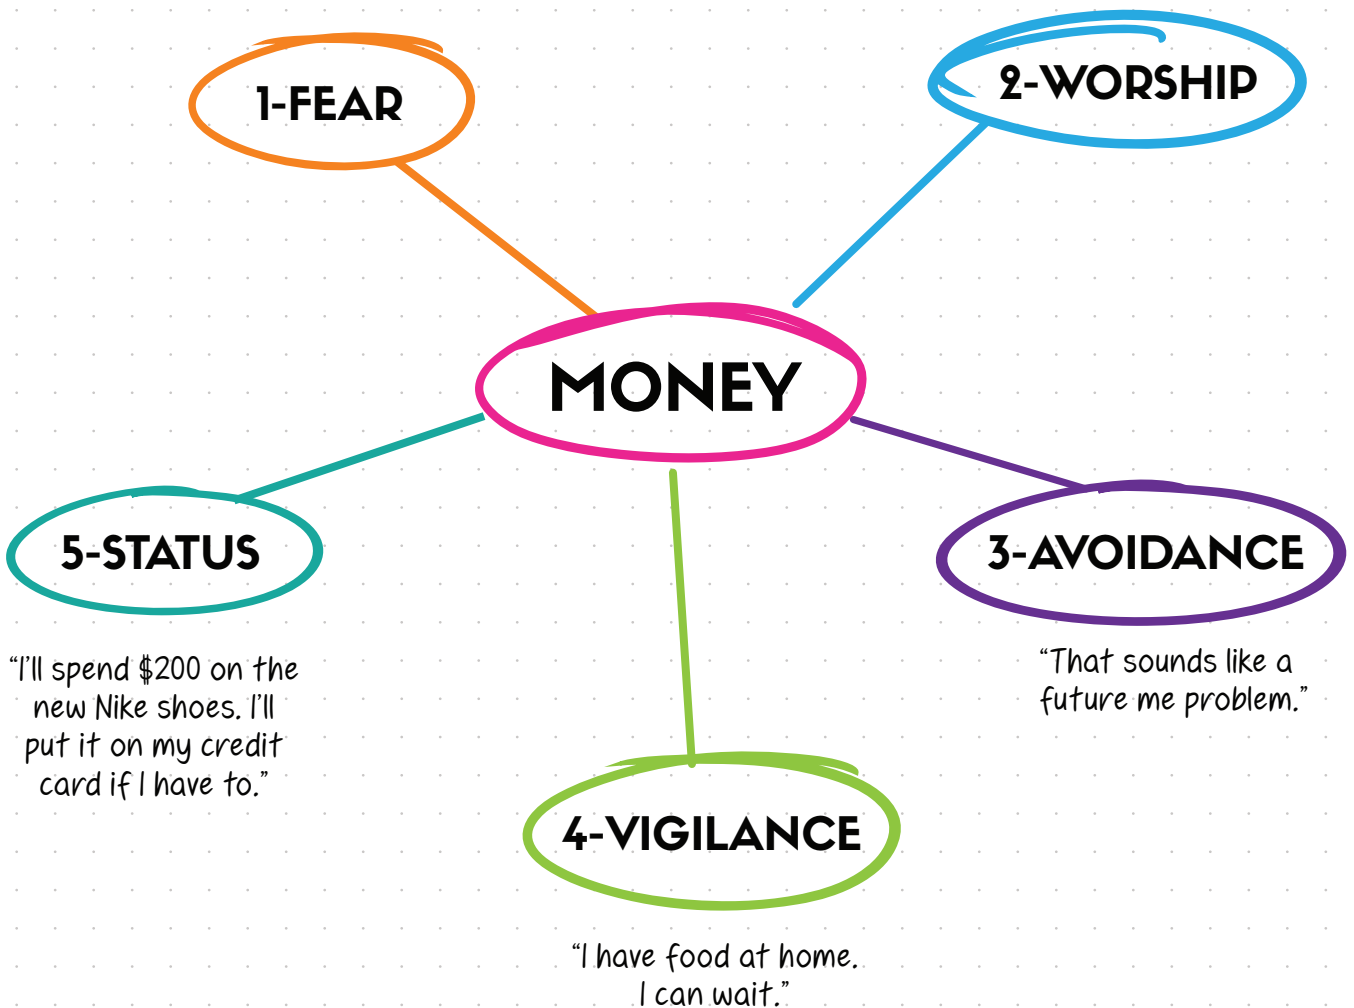 1-FEAR
2-WORSHIP
MONEY
5-STATUS
3-AVOIDANCE
“I’ll spend $200 on the
new Nike shoes. I’ll
put it on my credit
card if I have to.”
“That sounds like a
future me problem.”
4-VIGILANCE
“I have food at home.
I can wait.”